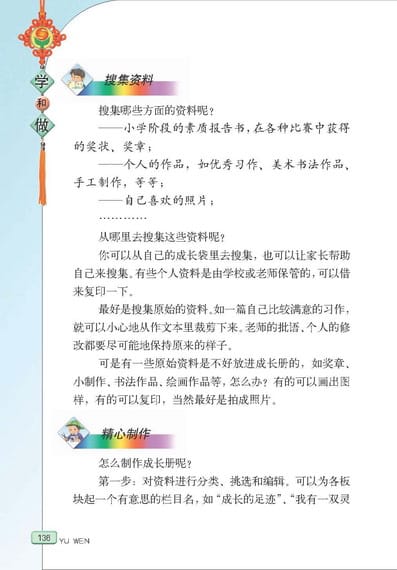 学
和
做
搜集资料
搜集哪些方面的资料呢？
——小学阶段的素质报告书，在各种比赛中获得
的奖状、奖章；
——个人的作品，如优秀习作、美术书法作品、
手工制作，等等；
——自己喜欢的照片；
…………
从哪里去搜集这些资料呢？
你可以从自己的成长袋里去搜集，也可以让家长帮助
自己来搜集。有些个人资料是由学校或老师保管的，可以借
来复印一下。
最好是搜集原始的资料。如一篇自己比较满意的习作，
就可以小心地从作文本里裁剪下来。老师的批语、个人的修
改都要尽可能地保持原来的样子。
可是有一些原始资料是不好放进成长册的，如奖章、
小制作、书法作品、绘画作品等，怎么办？有的可以画出图
样，有的可以复印，当然最好是拍成照片。
精心制作
怎么制作成长册呢？
第一步：对资料进行分类、挑选和编辑。可以为各板
块起一个有意思的栏目名，如“成长的足迹”、“我有一双灵
136 YU WEN